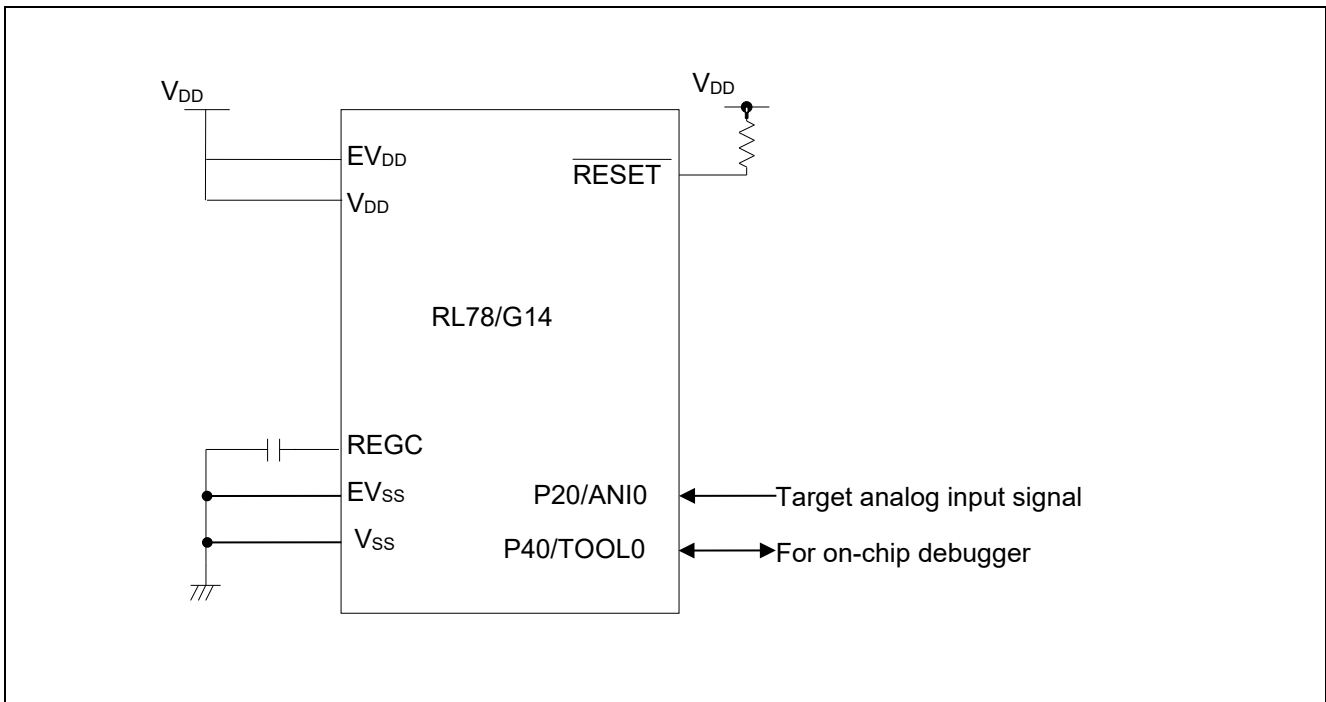 VDD
VDD
EVDD
RESET
VDD
RL78/G14
REGC
EVSS
P20/ANI0
Target analog input signal
VSS
P40/TOOL0
For on-chip debugger